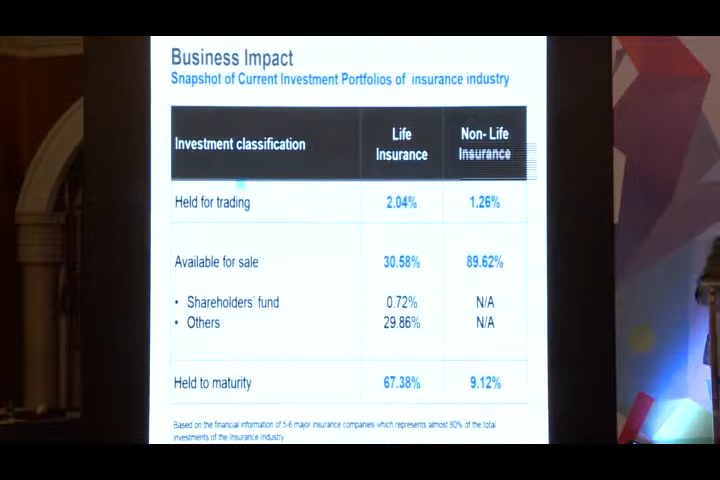 Business Impact
Snapshot of Current Investment Portfolios of insurance industry
Investment classification
Life Insurance
Non- Life Insurance
Held for trading 2.04% 1.26%
Available for sale 30.58% 89.62%
• Shareholders' fund 0.72% N/A
• Others 29.86% N/A
Held to maturity 67.38% 9.12%
Based on the financial information of 5-6 major insurance companies which represents almost 80% of the total
investments of the Insurance Industry